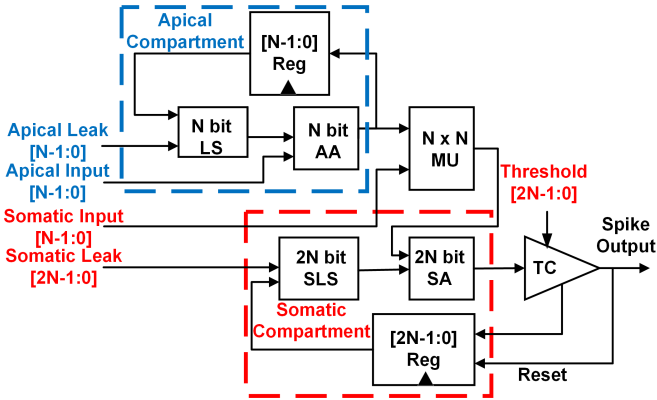 Apical
Compartment
[N-1:0]
Reg
N bit
LS
N bit
AA
N x N
MU
Apical Leak
[N-1:0]
Apical Input
[N-1:0]
Somatic Input
[N-1:0]
Somatic Leak
[2N-1:0]
Threshold
[2N-1:0]
Spike
Output
2N bit
SLS
2N bit
SA
TC
Somatic
Compartment
[2N-1:0]
Reg
Reset